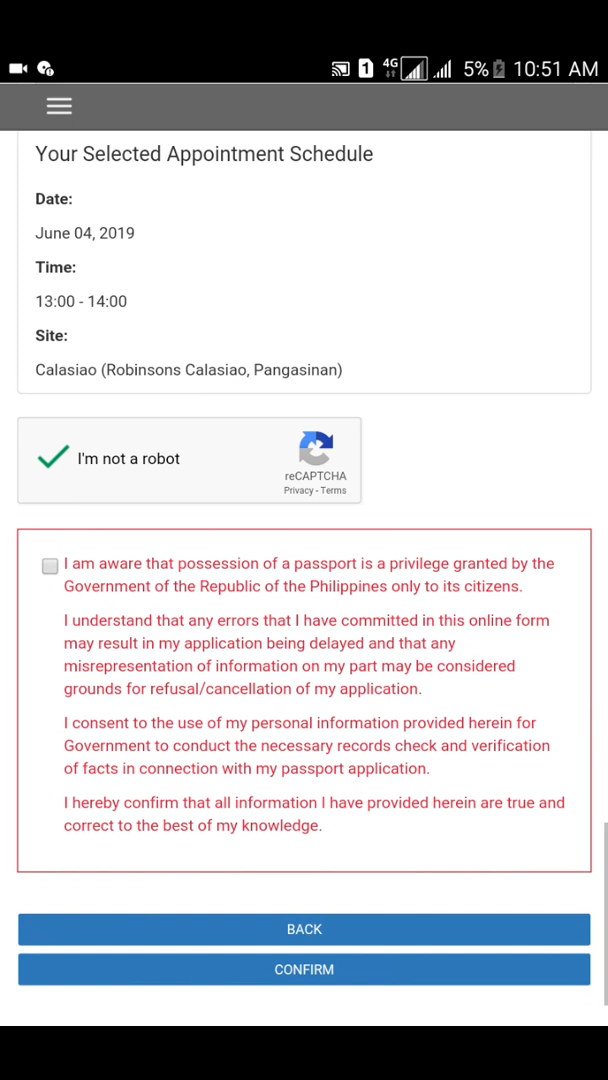 1 4G 5% 10:51 AM
Your Selected Appointment Schedule
Date:
June 04, 2019
Time:
13:00 - 14:00
Site:
Calasiao (Robinsons Calasiao, Pangasinan)
I'm not a robot
reCAPTCHA
Privacy - Terms
I am aware that possession of a passport is a privilege granted by the
Government of the Republic of the Philippines only to its citizens.
I understand that any errors that I have committed in this online form
may result in my application being delayed and that any
misrepresentation of information on my part may be considered
grounds for refusal/cancellation of my application.
I consent to the use of my personal information provided herein for
Government to conduct the necessary records check and verification
of facts in connection with my passport application.
I hereby confirm that all information I have provided herein are true and
correct to the best of my knowledge.
BACK
CONFIRM